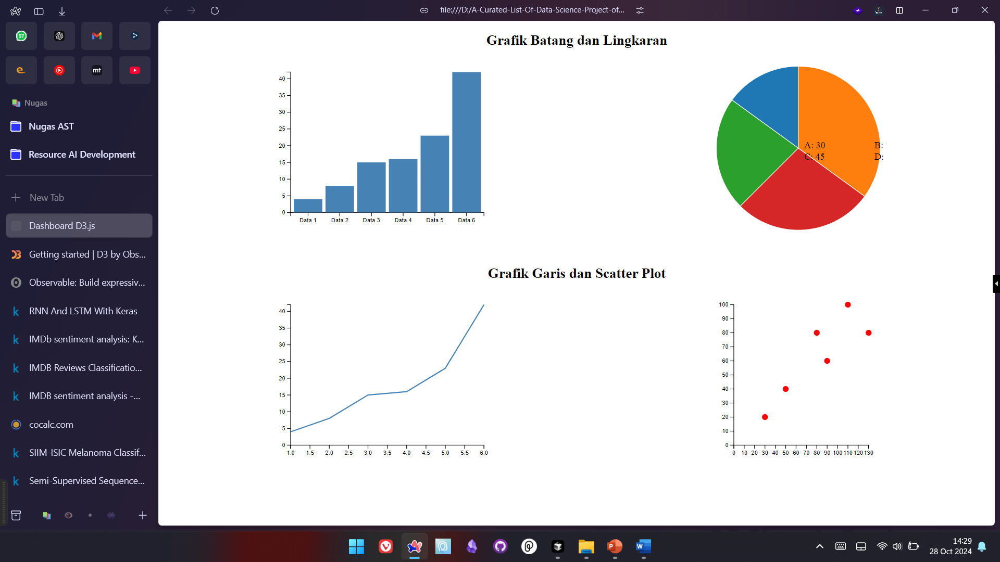 file:///D:/A-Curated-List-Of-Data-Science-Project-of...
97
mt
Nugas
Nugas AST
Resource AI Development
New Tab
Dashboard D3.js
Getting started | D3 by Obs...
Observable: Build expressiv...
RNN And LSTM With Keras
IMDb sentiment analysis: K...
IMDB Reviews Classificatio...
IMDB sentiment analysis -...
cocalc.com
SIIM-ISIC Melanoma Classif...
Semi-Supervised Sequence...
Grafik Batang dan Lingkaran
40
35
30
25
20
15
10
5
0
Data 1 Data 2 Data 3 Data 4 Data 5 Data 6
A: 30 B:
C: 45 D:
Grafik Garis dan Scatter Plot
40
35
30
25
20
15
10
5
0
1.0 1.5 2.0 2.5 3.0 3.5 4.0 4.5 5.0 5.5 6.0
100
90
80
70
60
50
40
30
20
10
0
0 10 20 30 40 50 60 70 80 90 100 110 120 130
14:29
28 Oct 2024